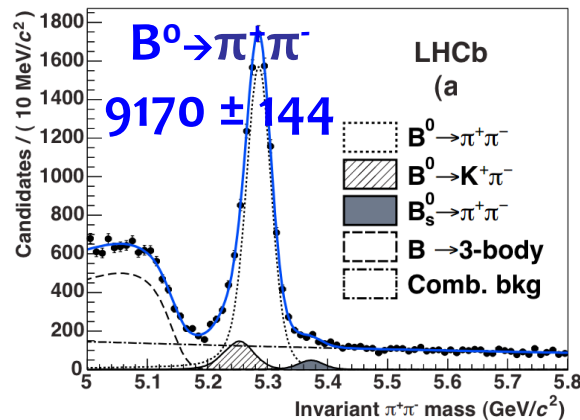 B⁰→π⁺π⁻
9170 ± 144
LHCb
(a
B⁰→π⁺π⁻
B⁰→K⁺π⁻
B⁰ₛ→π⁺π⁻
B →3-body
Comb. bkg
Candidates / ( 10 MeV/c²)
1800
1600
1400
1200
1000
800
600
400
200
0
5 5.1 5.2 5.3 5.4 5.5 5.6 5.7 5.8
Invariant π⁺π⁻ mass (GeV/c²)